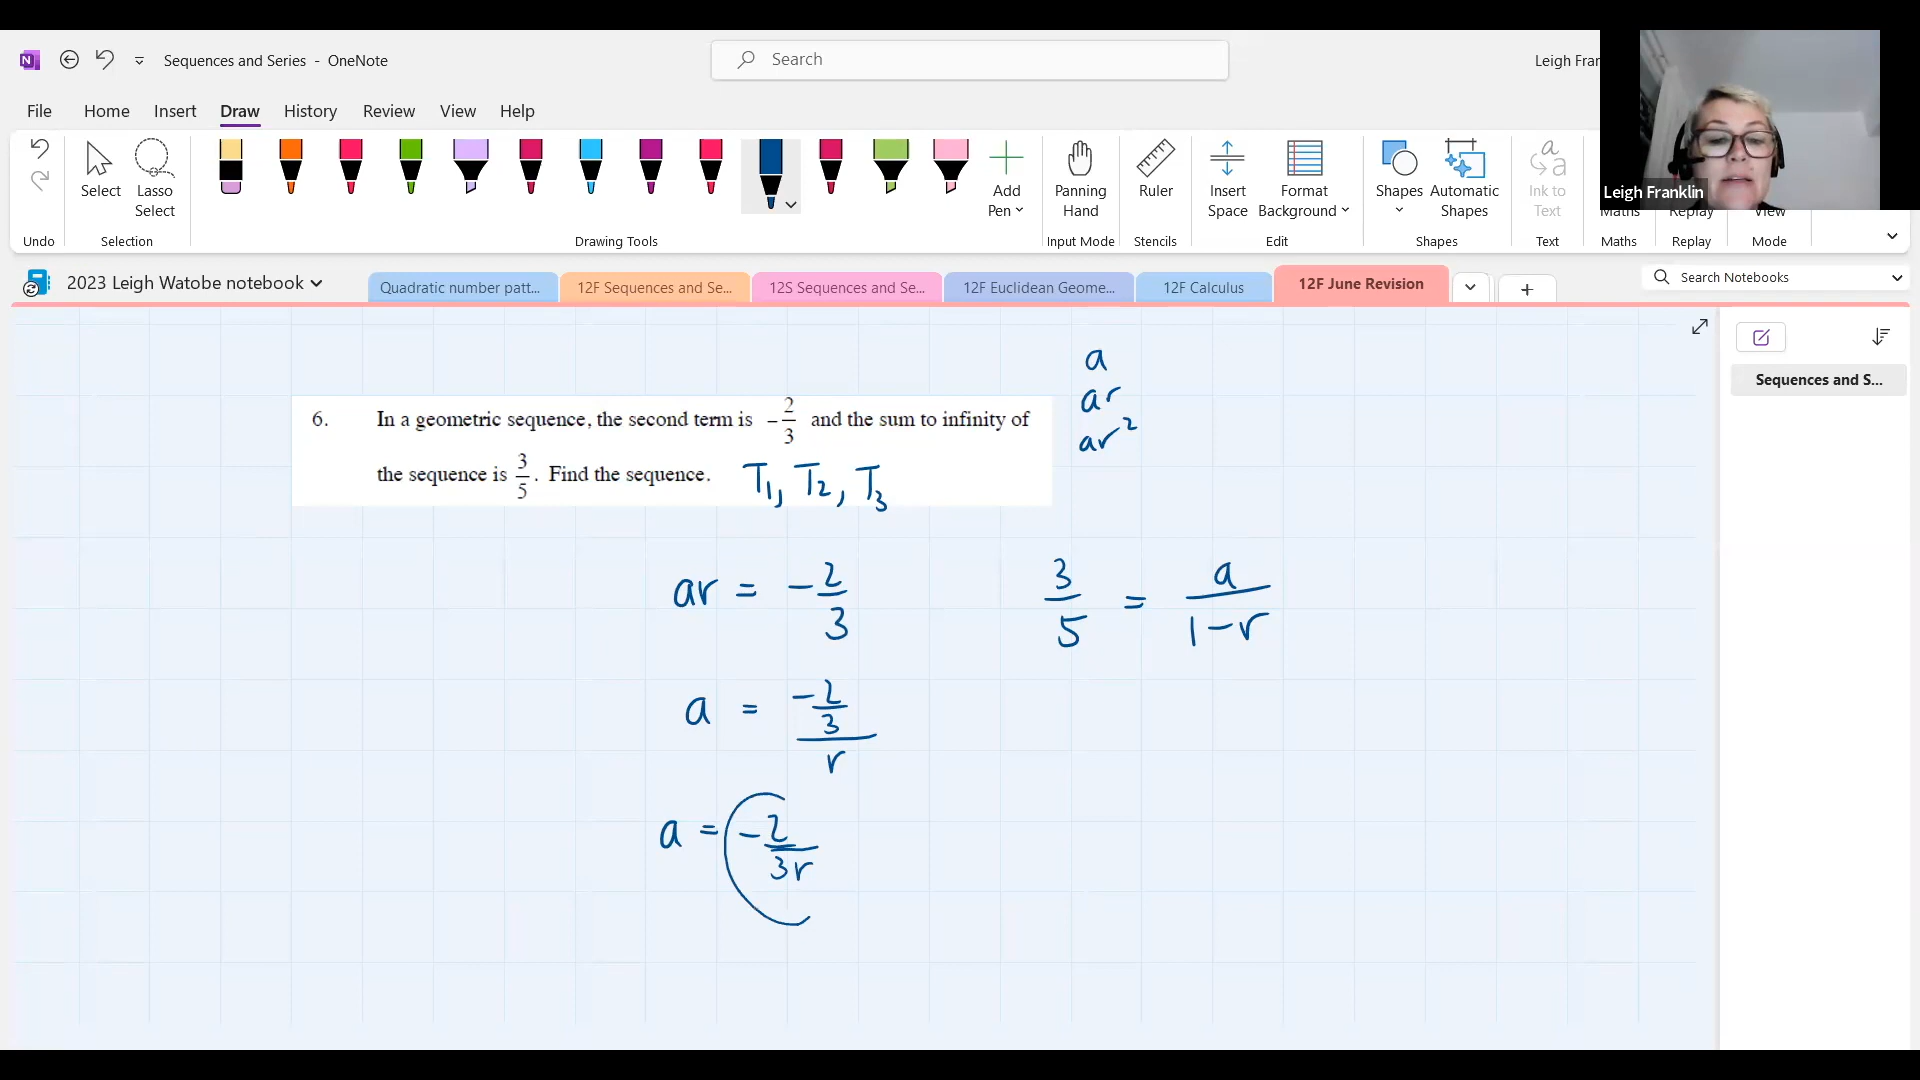 Sequences and Series - OneNote
Search
Leigh Fran
File Home Insert Draw History Review View Help
Select
Lasso
Select
Add
Pen
Panning
Hand
Ruler
Insert
Space
Format
Background
Shapes
Automatic
Shapes
Ink to
Text
Maths
Replay
View
Leigh Franklin
Undo Selection Drawing Tools Input Mode Stencils Edit Shapes Text Maths Replay Mode
2023 Leigh Watobe notebook
Quadratic number patt... 12F Sequences and Se... 12S Sequences and Se... 12F Euclidean Geome... 12F Calculus 12F June Revision
Search Notebooks
Sequences and S...
a
ar
ar²
6. In a geometric sequence, the second term is -2/3 and the sum to infinity of
the sequence is 3/5. Find the sequence. T₁, T₂, T₃
ar = -2/3
3/5 = a/(1-r)
a = (-2/3)/r
a = -2/3r